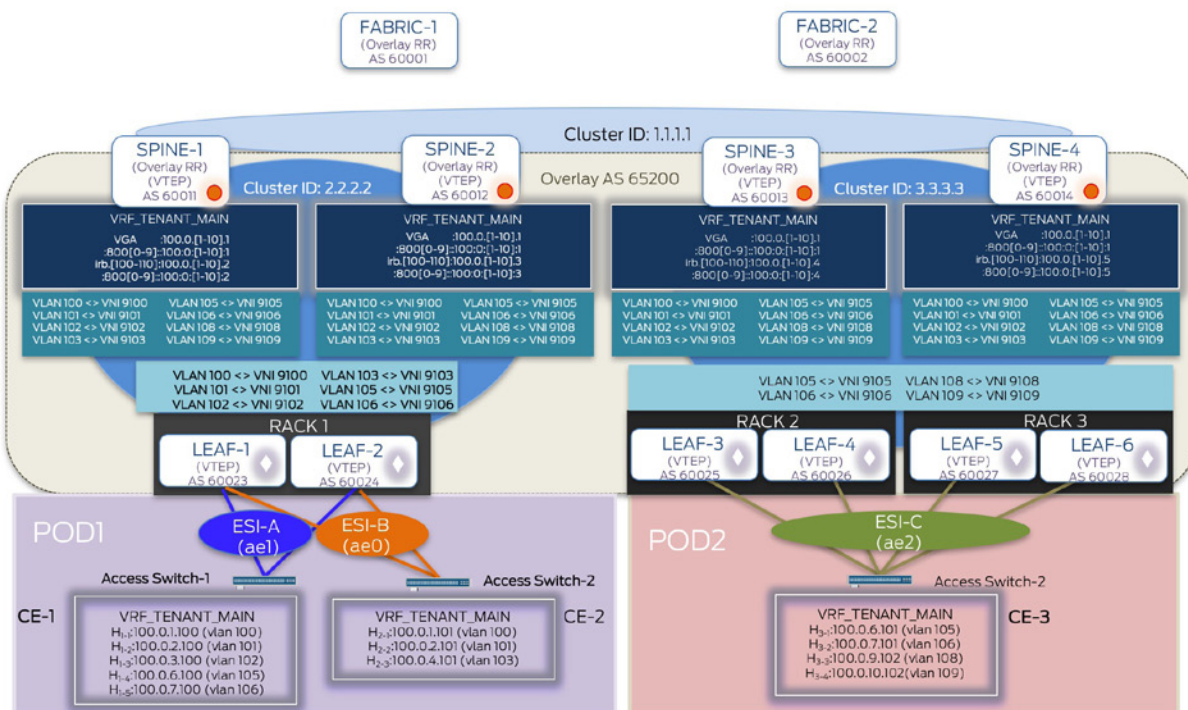 FABRIC-1
(Overlay RR)
AS 60001
FABRIC-2
(Overlay RR)
AS 60002
Cluster ID: 1.1.1.1
SPINE-1
(Overlay RR)
(VTEP)
AS 60011
SPINE-2
(Overlay RR)
(VTEP)
AS 60012
SPINE-3
(Overlay RR)
(VTEP)
AS 60013
SPINE-4
(Overlay RR)
(VTEP)
AS 60014
Cluster ID: 2.2.2.2
Overlay AS 65200
Cluster ID: 3.3.3.3
VRF_TENANT_MAIN
VGA :100.0.[1-10].1
:800[0-9]::100:0:[1-10]:1
irb.[100-110]:100.0.[1-10].2
:800[0-9]::100:0:[1-10]:2
VRF_TENANT_MAIN
VGA :100.0.[1-10].1
:800[0-9]::100:0:[1-10]:1
irb.[100-110]:100.0.[1-10].3
:800[0-9]::100:0:[1-10]:3
VRF_TENANT_MAIN
VGA :100.0.[1-10].1
:800[0-9]::100:0:[1-10]:1
irb.[100-110]:100.0.[1-10].4
:800[0-9]::100:0:[1-10]:4
VRF_TENANT_MAIN
VGA :100.0.[1-10].1
:800[0-9]::100:0:[1-10]:1
irb.[100-110]:100.0.[1-10].5
:800[0-9]::100:0:[1-10]:5
VLAN 100 <> VNI 9100 VLAN 105 <> VNI 9105
VLAN 101 <> VNI 9101 VLAN 106 <> VNI 9106
VLAN 102 <> VNI 9102 VLAN 108 <> VNI 9108
VLAN 103 <> VNI 9103 VLAN 109 <> VNI 9109
VLAN 100 <> VNI 9100 VLAN 105 <> VNI 9105
VLAN 101 <> VNI 9101 VLAN 106 <> VNI 9106
VLAN 102 <> VNI 9102 VLAN 108 <> VNI 9108
VLAN 103 <> VNI 9103 VLAN 109 <> VNI 9109
VLAN 100 <> VNI 9100 VLAN 105 <> VNI 9105
VLAN 101 <> VNI 9101 VLAN 106 <> VNI 9106
VLAN 102 <> VNI 9102 VLAN 108 <> VNI 9108
VLAN 103 <> VNI 9103 VLAN 109 <> VNI 9109
VLAN 100 <> VNI 9100 VLAN 105 <> VNI 9105
VLAN 101 <> VNI 9101 VLAN 106 <> VNI 9106
VLAN 102 <> VNI 9102 VLAN 108 <> VNI 9108
VLAN 103 <> VNI 9103 VLAN 109 <> VNI 9109
VLAN 100 <> VNI 9100 VLAN 103 <> VNI 9103
VLAN 101 <> VNI 9101 VLAN 105 <> VNI 9105
VLAN 102 <> VNI 9102 VLAN 106 <> VNI 9106
VLAN 105 <> VNI 9105 VLAN 108 <> VNI 9108
VLAN 106 <> VNI 9106 VLAN 109 <> VNI 9109
RACK 1
LEAF-1
(VTEP)
AS 60023
LEAF-2
(VTEP)
AS 60024
RACK 2
LEAF-3
(VTEP)
AS 60025
LEAF-4
(VTEP)
AS 60026
RACK 3
LEAF-5
(VTEP)
AS 60027
LEAF-6
(VTEP)
AS 60028
POD1
ESI-A
(ae1)
ESI-B
(ae0)
POD2
ESI-C
(ae2)
Access Switch-1
Access Switch-2
Access Switch-2
CE-1
VRF_TENANT_MAIN
H1-1:100.0.1.100 (vlan 100)
H1-2:100.0.2.100 (vlan 101)
H1-3:100.0.3.100 (vlan 102)
H1-4:100.0.6.100 (vlan 105)
H1-5:100.0.7.100 (vlan 106)
CE-2
VRF_TENANT_MAIN
H2-1:100.0.1.101 (vlan 100)
H2-2:100.0.2.101 (vlan 101)
H2-3:100.0.4.101 (vlan 103)
CE-3
VRF_TENANT_MAIN
H3-1:100.0.6.101 (vlan 105)
H3-2:100.0.7.101 (vlan 106)
H3-3:100.0.9.102 (vlan 108)
H3-4:100.0.10.102(vlan 109)